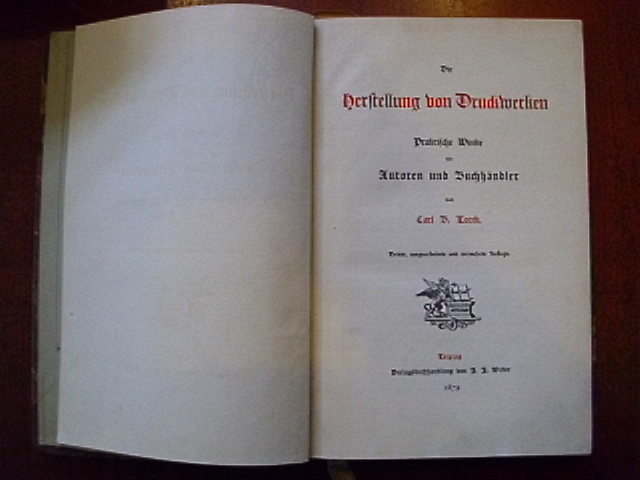 Die
Herstellung von Druckwerken
Praktische Winke
für
Autoren und Buchhändler
von
Carl B. Lorck.
umgearbeitete und vermehrte Auflage.
Leipzig
Verlagsbuchhandlung von J. J. Weber
1879